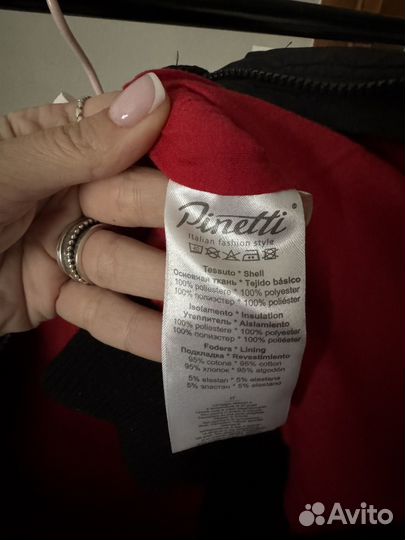 Pinetti®
Italian fashion style
Tessuto * Shell
Основная ткань * Tejido básico
100% poliestere * 100% polyester
100% полиэстер * 100% poliéster
Isolamento * Insulation
Утеплитель * Aislamiento
100% poliestere * 100% polyester
100% полиэстер * 100% poliéster
Fodera * Lining
Подкладка * Revestimiento
95% cotone * 95% cotton
95% хлопок * 95% algodón
5% elastan * 5% elastane
5% эластан * 5% elastano
IT
Avito